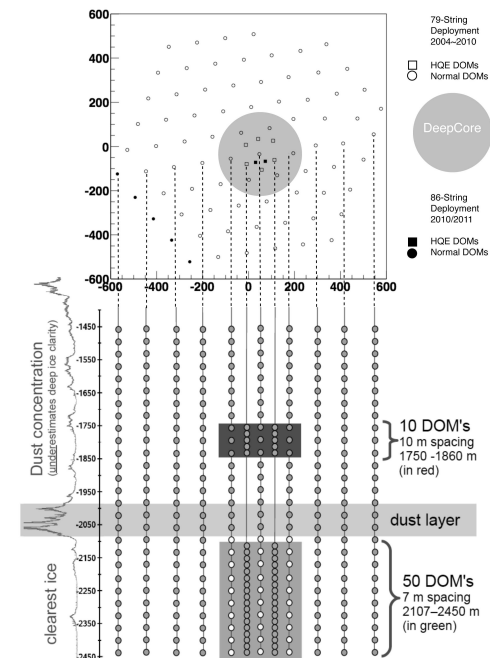 600
400
200
0
-200
-400
-600
-600 -400 -200 0 200 400 600
79-String
Deployment
2004–2010
HQE DOMs
Normal DOMs
DeepCore
86-String
Deployment
2010/2011
HQE DOMs
Normal DOMs
Dust concentration
(underestimates deep ice clarity)
clearest ice
-1450
-1550
-1650
-1750
-1850
-1950
-2050
-2150
-2250
-2350
-2450
10 DOM's
10 m spacing
1750 -1860 m
(in red)
dust layer
50 DOM's
7 m spacing
2107–2450 m
(in green)